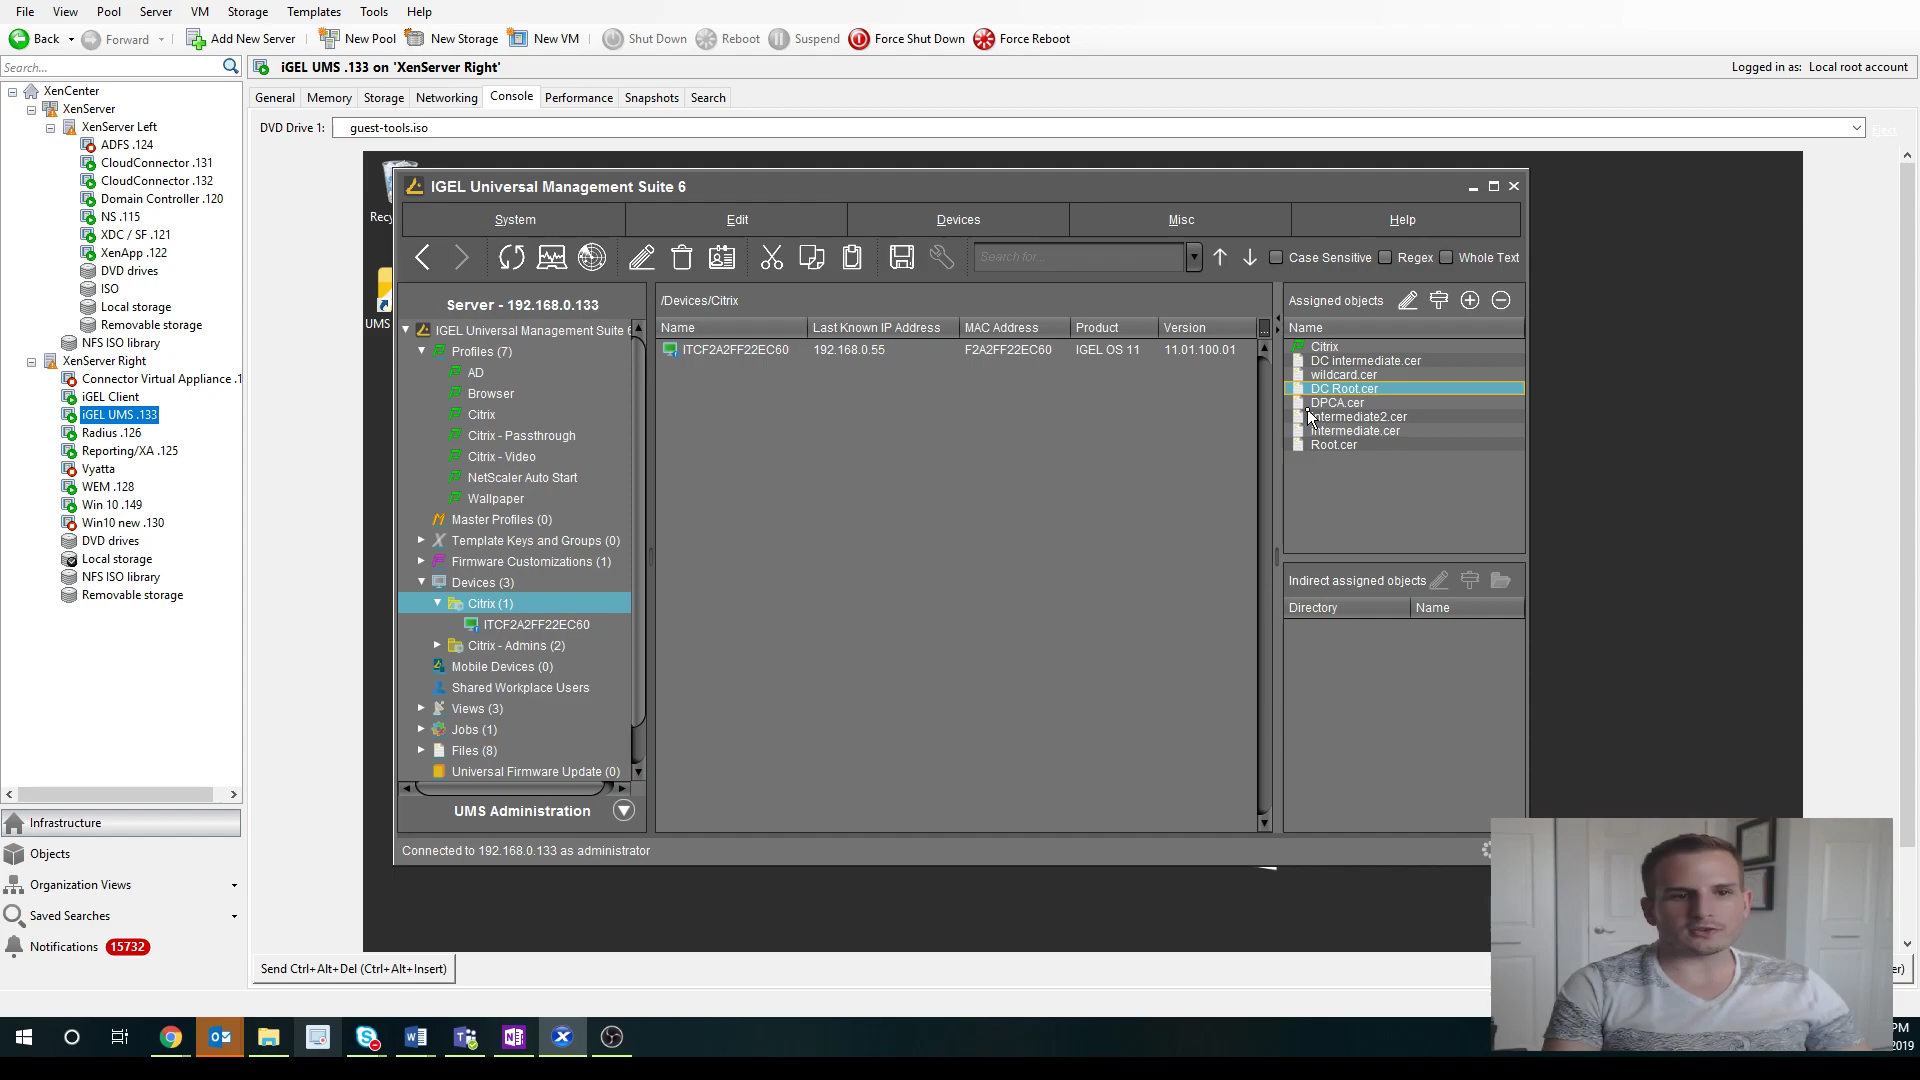 File View Pool Server VM Storage Templates Tools Help
Back Forward Add New Server New Pool New Storage New VM Shut Down Reboot Suspend Force Shut Down Force Reboot
Search...
iGEL UMS .133 on 'XenServer Right'
Logged in as: Local root account
XenCenter
XenServer
XenServer Left
ADFS .124
CloudConnector .131
CloudConnector .132
Domain Controller .120
NS .115
XDC / SF .121
XenApp .122
DVD drives
ISO
Local storage
Removable storage
NFS ISO library
XenServer Right
Connector Virtual Appliance .1
iGEL Client
iGEL UMS .133
Radius .126
Reporting/XA .125
Vyatta
WEM .128
Win 10 .149
Win10 new .130
DVD drives
Local storage
NFS ISO library
Removable storage
Infrastructure
Objects
Organization Views
Saved Searches
Notifications 15732
General Memory Storage Networking Console Performance Snapshots Search
DVD Drive 1: guest-tools.iso Eject
Recy
UMS
IGEL Universal Management Suite 6
System Edit Devices Misc Help
Search for... Case Sensitive Regex Whole Text
Server - 192.168.0.133
IGEL Universal Management Suite 6
Profiles (7)
AD
Browser
Citrix
Citrix - Passthrough
Citrix - Video
NetScaler Auto Start
Wallpaper
Master Profiles (0)
Template Keys and Groups (0)
Firmware Customizations (1)
Devices (3)
Citrix (1)
ITCF2A2FF22EC60
Citrix - Admins (2)
Mobile Devices (0)
Shared Workplace Users
Views (3)
Jobs (1)
Files (8)
Universal Firmware Update (0)
UMS Administration
/Devices/Citrix
Name Last Known IP Address MAC Address Product Version ...
ITCF2A2FF22EC60 192.168.0.55 F2A2FF22EC60 IGEL OS 11 11.01.100.01
Assigned objects
Name
Citrix
DC intermediate.cer
wildcard.cer
DC Root.cer
DPCA.cer
intermediate2.cer
intermediate.cer
Root.cer
Indirect assigned objects
Directory Name
Connected to 192.168.0.133 as administrator
Send Ctrl+Alt+Del (Ctrl+Alt+Insert)
er)
PM
2019